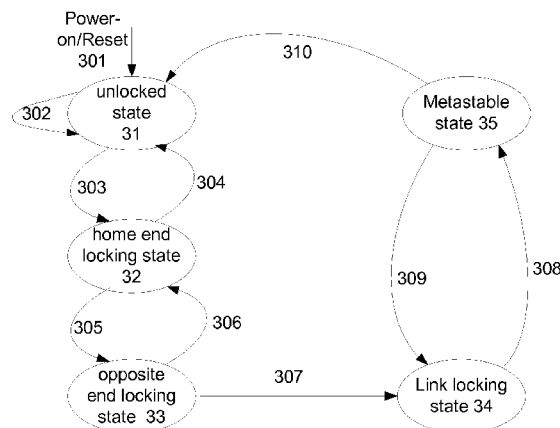 Power-
on/Reset
301
310
302
unlocked
state
31
Metastable
state 35
303
304
home end
locking state
32
309
308
305
306
opposite
end locking
state 33
307
Link locking
state 34